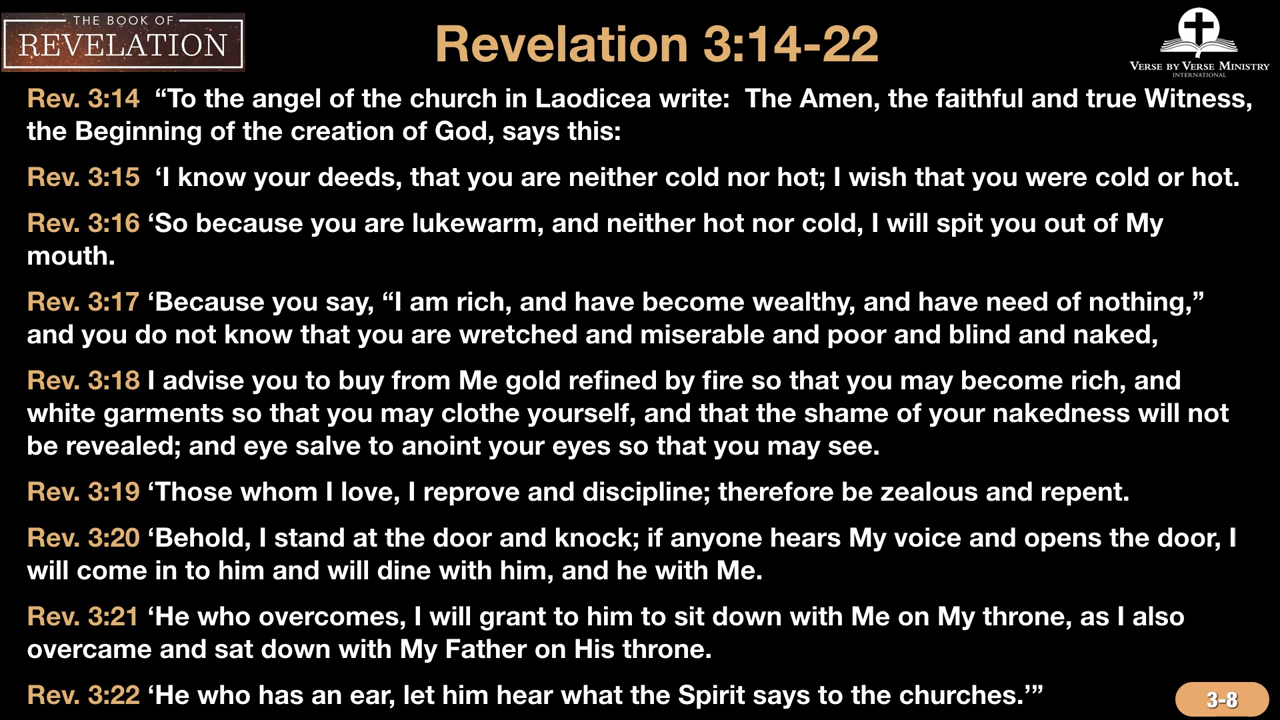 THE BOOK OF
REVELATION
Revelation 3:14-22
VERSE BY VERSE MINISTRY
INTERNATIONAL
Rev. 3:14 “To the angel of the church in Laodicea write: The Amen, the faithful and true Witness,
the Beginning of the creation of God, says this:
Rev. 3:15 ‘I know your deeds, that you are neither cold nor hot; I wish that you were cold or hot.
Rev. 3:16 ‘So because you are lukewarm, and neither hot nor cold, I will spit you out of My
mouth.
Rev. 3:17 ‘Because you say, “I am rich, and have become wealthy, and have need of nothing,”
and you do not know that you are wretched and miserable and poor and blind and naked,
Rev. 3:18 I advise you to buy from Me gold refined by fire so that you may become rich, and
white garments so that you may clothe yourself, and that the shame of your nakedness will not
be revealed; and eye salve to anoint your eyes so that you may see.
Rev. 3:19 ‘Those whom I love, I reprove and discipline; therefore be zealous and repent.
Rev. 3:20 ‘Behold, I stand at the door and knock; if anyone hears My voice and opens the door, I
will come in to him and will dine with him, and he with Me.
Rev. 3:21 ‘He who overcomes, I will grant to him to sit down with Me on My throne, as I also
overcame and sat down with My Father on His throne.
Rev. 3:22 ‘He who has an ear, let him hear what the Spirit says to the churches.’”
3-8